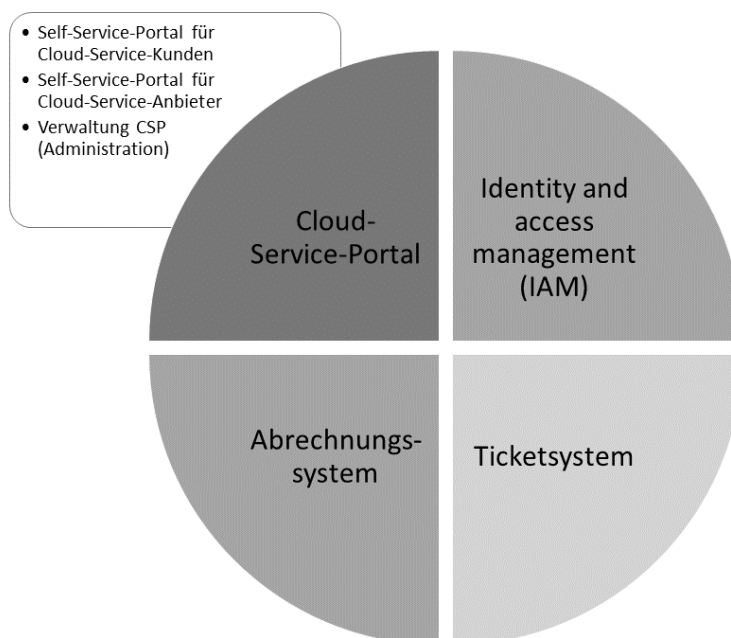 • Self-Service-Portal für
Cloud-Service-Kunden
• Self-Service-Portal für
Cloud-Service-Anbieter
• Verwaltung CSP
(Administration)
Cloud-
Service-Portal
Identity and
access
management
(IAM)
Abrechnungs-
system
Ticketsystem